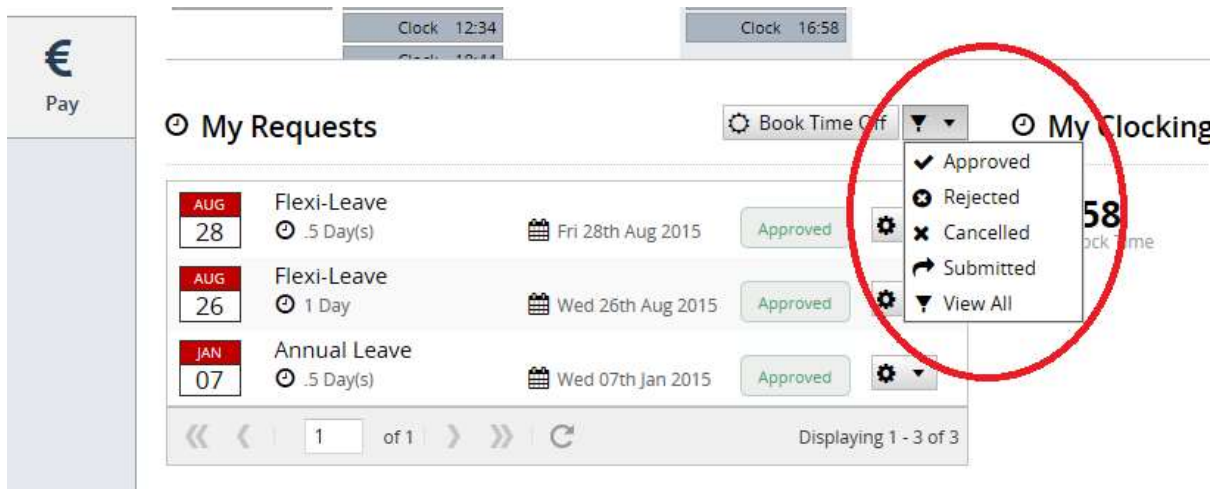 Clock 12:34
Clock 16:58
€
Pay
My Requests
Book Time Off
My Clocking
Approved
Rejected
Cancelled
Submitted
View All
AUG
28
Flexi-Leave
.5 Day(s)
Fri 28th Aug 2015
Approved
58
Time
AUG
26
Flexi-Leave
1 Day
Wed 26th Aug 2015
Approved
JAN
07
Annual Leave
.5 Day(s)
Wed 07th Jan 2015
Approved
1 of 1
Displaying 1 - 3 of 3